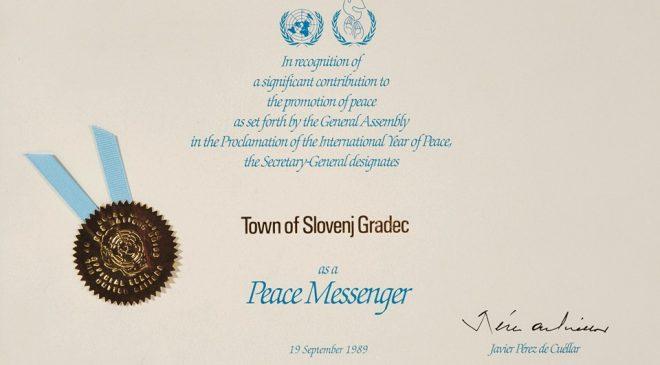 In recognition of
a significant contribution to
the promotion of peace
as set forth by the General Assembly
in the Proclamation of the International Year of Peace,
the Secretary-General designates
Town of Slovenj Gradec
as a
Peace Messenger
19 September 1989
Javier Pérez de Cuéllar
OFFICIAL SEAL